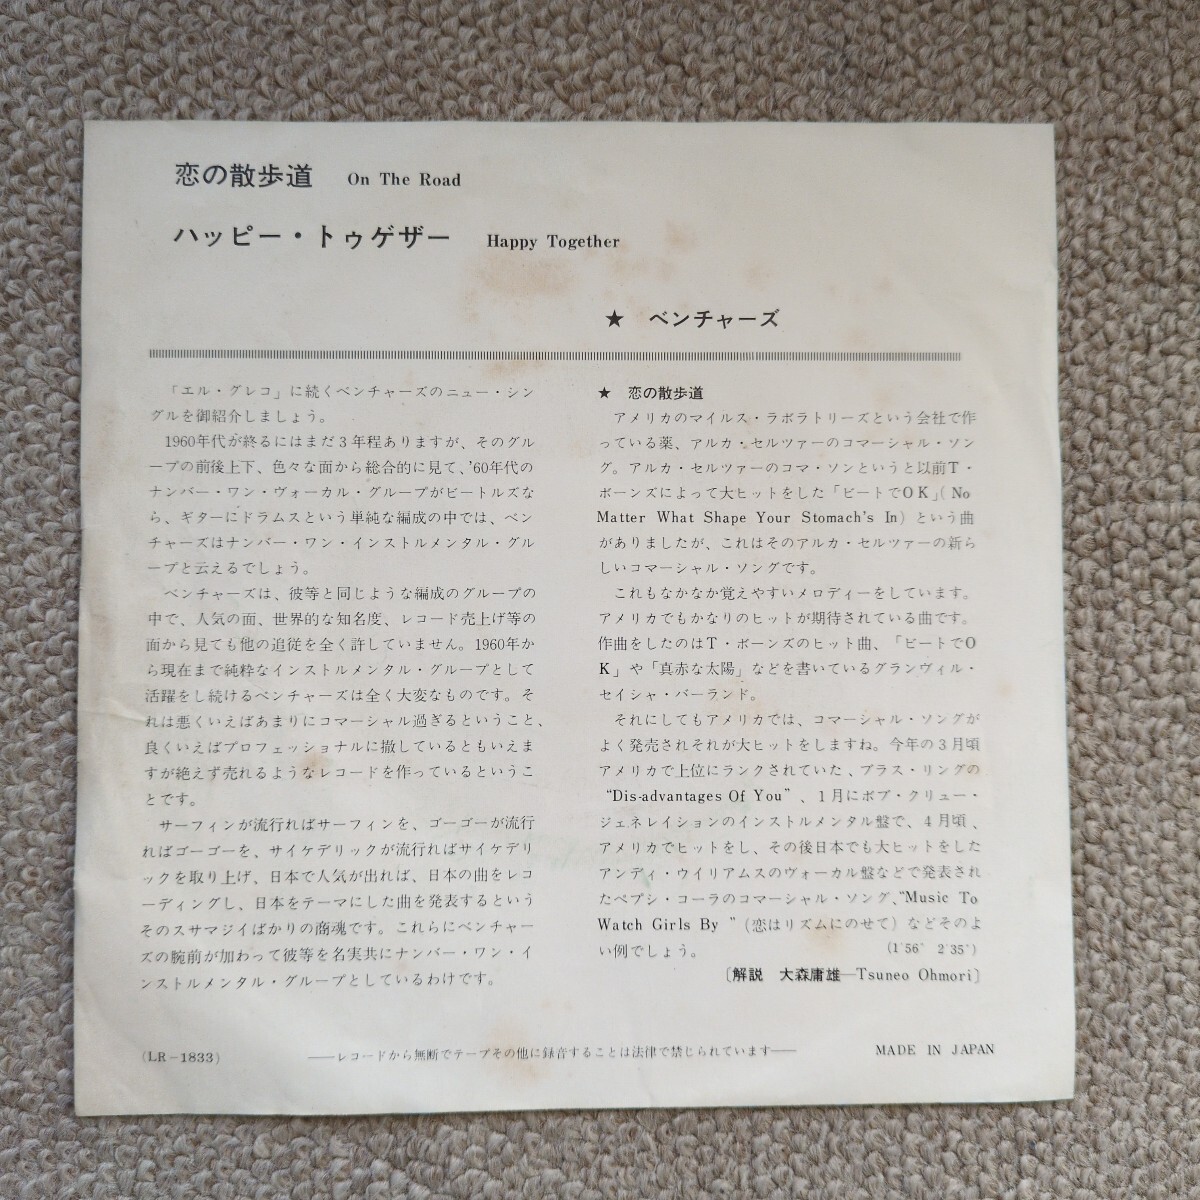 恋の散歩道 On The Road
ハッピー・トゥゲザー Happy Together
★ ベンチャーズ
「エル・グレコ」に続くベンチャーズのニュー・シン
グルを御紹介しましょう。
1960年代が終るにはまだ3年程ありますが、そのグル
ープの前後上下、色々な面から総合的に見て、'60年代の
ナンバー・ワン・ヴォーカル・グループがビートルズな
ら、ギターにドラムスという単純な編成の中では、ベン
チャーズはナンバー・ワン・インストルメンタル・グル
ープと云えるでしょう。
ベンチャーズは、彼等と同じような編成のグループの
中で、人気の面、世界的な知名度、レコード売上げ等の
面から見ても他の追従を全く許していません。1960年か
ら現在まで純粋なインストルメンタル・グループとして
活躍をし続けるベンチャーズは全く大変なものです。そ
れは悪くいえばあまりにコマーシャル過ぎるということ、
良くいえばプロフェッショナルに撤しているともいえま
すが絶えず売れるようなレコードを作っているというこ
とです。
サーフィンが流行ればサーフィンを、ゴーゴーが流行
ればゴーゴーを、サイケデリックが流行ればサイケデリ
ックを取り上げ、日本で人気が出れば、日本の曲をレコ
ーディングし、日本をテーマにした曲を発表するという
そのスサマジイばかりの商魂です。これらにベンチャー
ズの腕前が加わって彼等を名実共にナンバー・ワン・イ
ンストルメンタル・グループとしているわけです。
★ 恋の散歩道
アメリカのマイルス・ラボラトリーズという会社で作
っている薬、アルカ・セルツァーのコマーシャル・ソン
グ。アルカ・セルツァーのコマ・ソンというと以前T・
ボーンズによって大ヒットをした「ビートでOK」(No
Matter What Shape Your Stomach's In) という曲
がありましたが、これはそのアルカ・セルツァーの新ら
しいコマーシャル・ソングです。
これもなかなか覚えやすいメロディーをしています。
アメリカでもかなりのヒットが期待されている曲です。
作曲をしたのはT・ボーンズのヒット曲、「ビートでO
K」や「真赤な太陽」などを書いているグランヴィル・
セイシャ・バーランド。
それにしてもアメリカでは、コマーシャル・ソングが
よく発売されそれが大ヒットをしますね。今年の3月頃
アメリカで上位にランクされていた、ブラス・リングの
“Dis-advantages Of You”、1月にボブ・クリュー・
ジェネレイションのインストルメンタル盤で、4月頃、
アメリカでヒットをし、その後日本でも大ヒットをした
アンディ・ウイリアムスのヴォーカル盤などで発表され
たペプシ・コーラのコマーシャル・ソング、“Music To
Watch Girls By ”(恋はリズムにのせて) などそのよ
い例でしょう。 (1′56″ 2′35″)
〔解説 大森庸雄―Tsuneo Ohmori〕
(LR-1833)
――レコードから無断でテープその他に録音することは法律で禁じられています――
MADE IN JAPAN